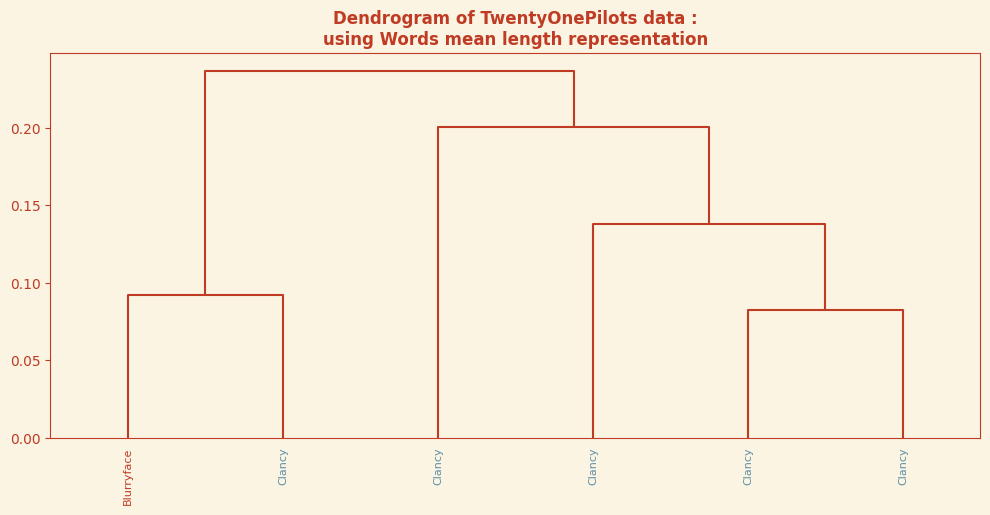 Dendrogram of TwentyOnePilots data :
using Words mean length representation
0.20
0.15
0.10
0.05
0.00
Blurryface
Clancy
Clancy
Clancy
Clancy
Clancy